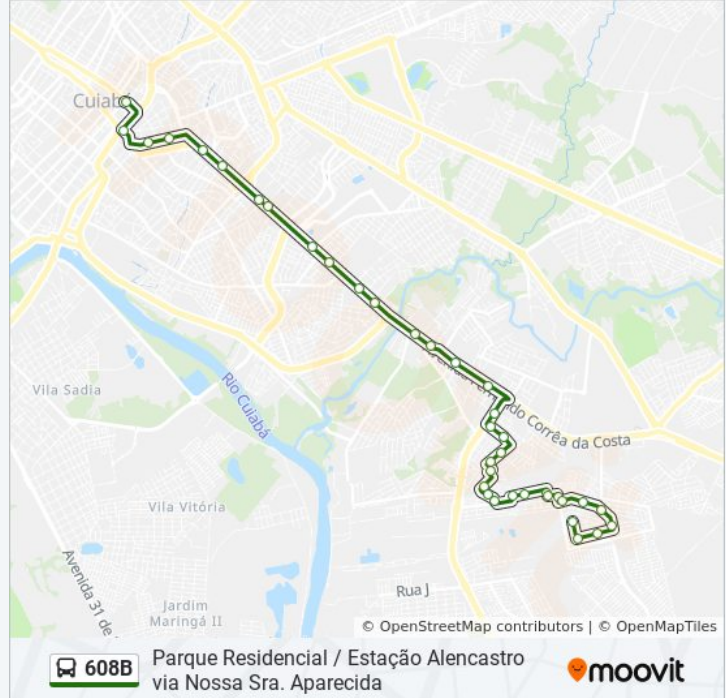 Cuiabá
Vila Sadia
Rio Cuiabá
do Corrêa da Costa
Vila Vitória
Avenida 31 de
Rua J
Jardim
Maringá II
© OpenStreetMap contributors | © OpenMapTiles
608B
Parque Residencial / Estação Alencastro
via Nossa Sra. Aparecida
moovit